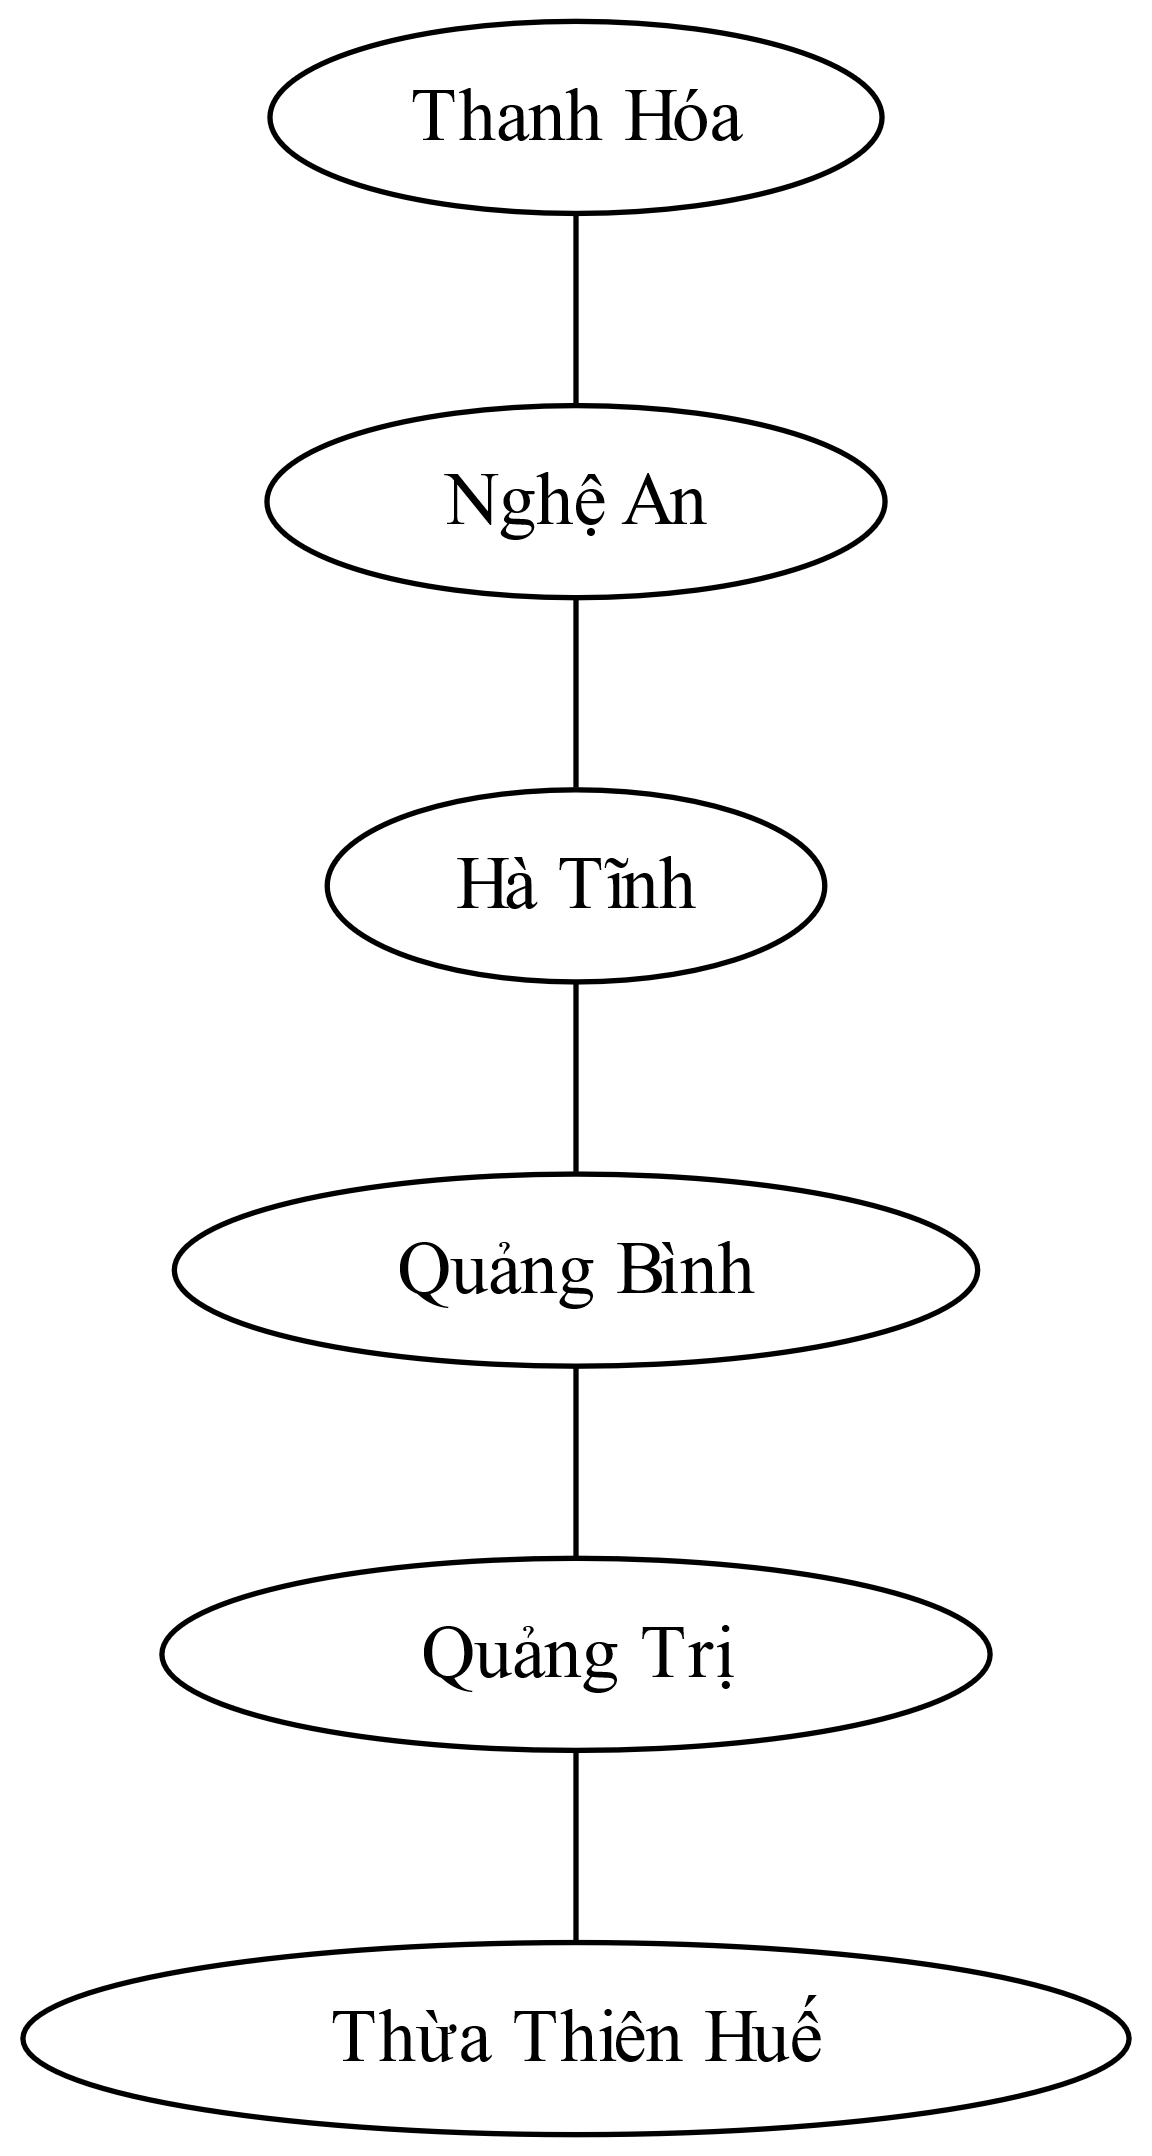 Thanh Hóa
Nghệ An
Hà Tĩnh
Quảng Bình
Quảng Trị
Thừa Thiên Huế